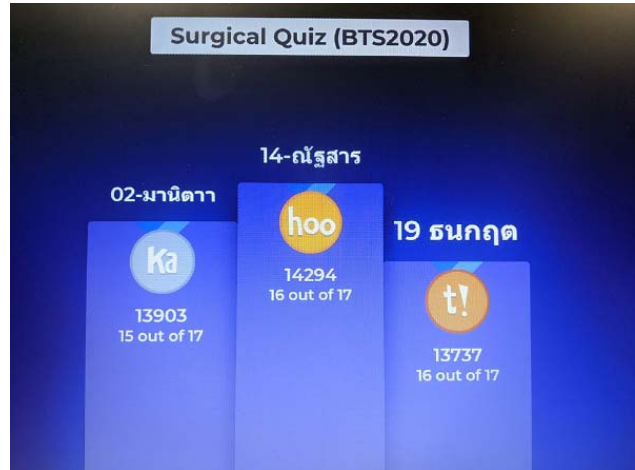 Surgical Quiz (BTS2020)
14-ณัฐสาร
02-มานิตาา
19 ธนกฤต
Ka
hoo
t!
13903
15 out of 17
14294
16 out of 17
13737
16 out of 17